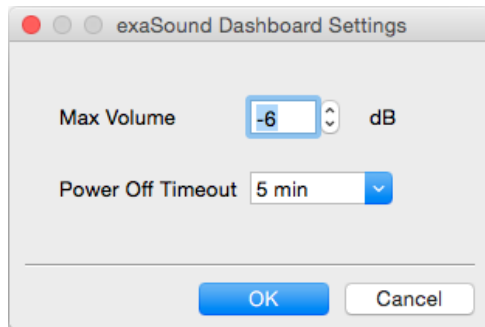 exaSound Dashboard Settings
Max Volume -6 dB
Power Off Timeout 5 min
OK Cancel